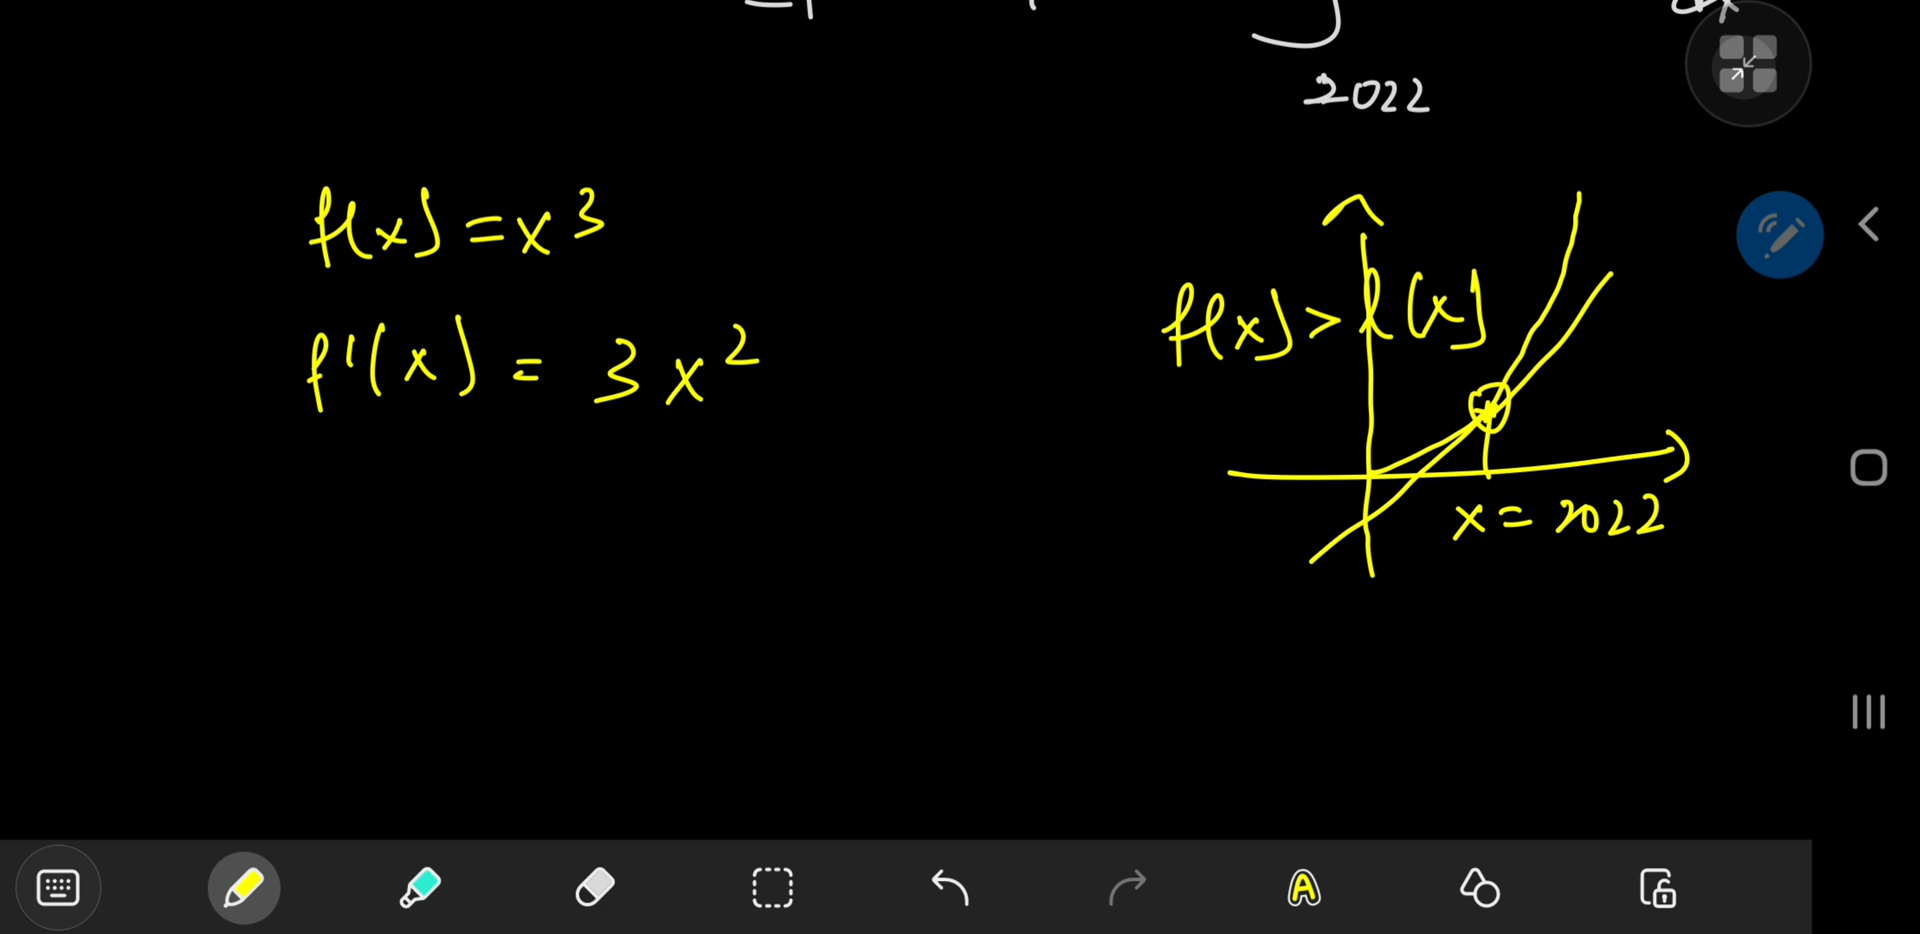 2022
f(x) = x³
f(x) > l(x)
f'(x) = 3x²
x = 2022
A